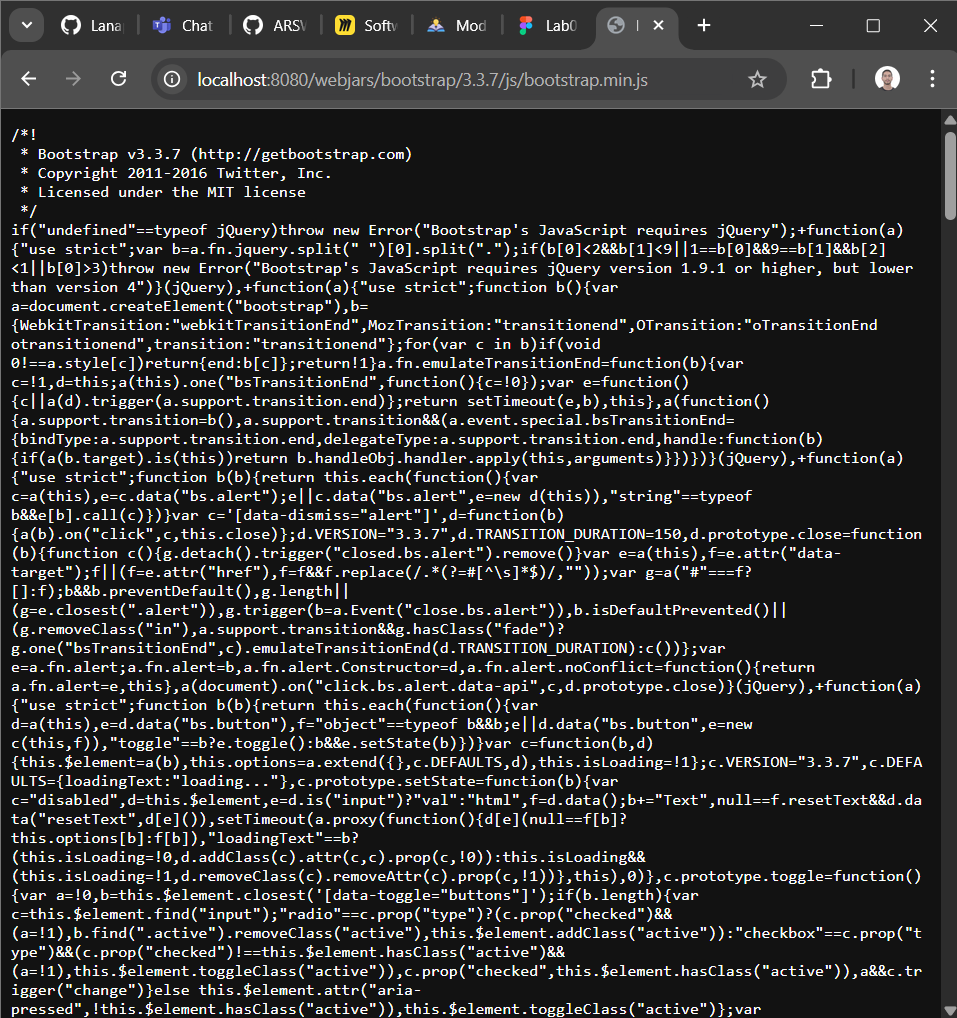 Lana
Chat
ARSV
Softw
Mod
Lab0
localhost:8080/webjars/bootstrap/3.3.7/js/bootstrap.min.js
/*!
 * Bootstrap v3.3.7 (http://getbootstrap.com)
 * Copyright 2011-2016 Twitter, Inc.
 * Licensed under the MIT license
 */
if("undefined"==typeof jQuery)throw new Error("Bootstrap's JavaScript requires jQuery");+function(a)
{"use strict";var b=a.fn.jquery.split(" ")[0].split(".");if(b[0]<2&&b[1]<9||1==b[0]&&9==b[1]&&b[2]
<1||b[0]>3)throw new Error("Bootstrap's JavaScript requires jQuery version 1.9.1 or higher, but lower
than version 4")}(jQuery),+function(a){"use strict";function b(){var
a=document.createElement("bootstrap"),b=
{WebkitTransition:"webkitTransitionEnd",MozTransition:"transitionend",OTransition:"oTransitionEnd
otransitionend",transition:"transitionend"};for(var c in b)if(void
0!==a.style[c])return{end:b[c]};return!1}a.fn.emulateTransitionEnd=function(b){var
c=!1,d=this;a(this).one("bsTransitionEnd",function(){c=!0});var e=function()
{c||a(d).trigger(a.support.transition.end)};return setTimeout(e,b),this},a(function()
{a.support.transition=b(),a.support.transition&&(a.event.special.bsTransitionEnd=
{bindType:a.support.transition.end,delegateType:a.support.transition.end,handle:function(b)
{if(a(b.target).is(this))return b.handleObj.handler.apply(this,arguments)}})})}(jQuery),+function(a)
{"use strict";function b(b){return this.each(function(){var
c=a(this),e=c.data("bs.alert");e||c.data("bs.alert",e=new d(this)),"string"==typeof
b&&e[b].call(c)})}var c='[data-dismiss="alert"]',d=function(b)
{a(b).on("click",c,this.close)};d.VERSION="3.3.7",d.TRANSITION_DURATION=150,d.prototype.close=function
(b){function c(){g.detach().trigger("closed.bs.alert").remove()}var e=a(this),f=e.attr("data-
target");f||(f=e.attr("href"),f=f&&f.replace(/.*(?=#[^\s]*$)/,""));var g=a("#"===f?
[]:f);b&&b.preventDefault(),g.length||
(g=e.closest(".alert")),g.trigger(b=a.Event("close.bs.alert")),b.isDefaultPrevented()||
(g.removeClass("in"),a.support.transition&&g.hasClass("fade")?
g.one("bsTransitionEnd",c).emulateTransitionEnd(d.TRANSITION_DURATION):c())};var
e=a.fn.alert;a.fn.alert=b,a.fn.alert.Constructor=d,a.fn.alert.noConflict=function(){return
a.fn.alert=e,this},a(document).on("click.bs.alert.data-api",c,d.prototype.close)}(jQuery),+function(a)
{"use strict";function b(b){return this.each(function(){var
d=a(this),e=d.data("bs.button"),f="object"==typeof b&&b;e||d.data("bs.button",e=new
c(this,f)),"toggle"==b?e.toggle():b&&e.setState(b)})}var c=function(b,d)
{this.$element=a(b),this.options=a.extend({},c.DEFAULTS,d),this.isLoading=!1};c.VERSION="3.3.7",c.DEFA
ULTS={loadingText:"loading..."},c.prototype.setState=function(b){var
c="disabled",d=this.$element,e=d.is("input")?"val":"html",f=d.data();b+="Text",null==f.resetText&&d.da
ta("resetText",d[e]()),setTimeout(a.proxy(function(){d[e](null==f[b]?
this.options[b]:f[b]),"loadingText"==b?
(this.isLoading=!0,d.addClass(c).attr(c,c).prop(c,!0)):this.isLoading&&
(this.isLoading=!1,d.removeClass(c).removeAttr(c).prop(c,!1))},this),0)},c.prototype.toggle=function()
{var a=!0,b=this.$element.closest('[data-toggle="buttons"]');if(b.length){var
c=this.$element.find("input");"radio"==c.prop("type")?(c.prop("checked")&&
(a=!1),b.find(".active").removeClass("active"),this.$element.addClass("active")):"checkbox"==c.prop("t
ype")&&(c.prop("checked")!==this.$element.hasClass("active")&&
(a=!1),this.$element.toggleClass("active")),c.prop("checked",this.$element.hasClass("active")),a&&c.tr
igger("change")}else this.$element.attr("aria-
pressed",!this.$element.hasClass("active")),this.$element.toggleClass("active")};var